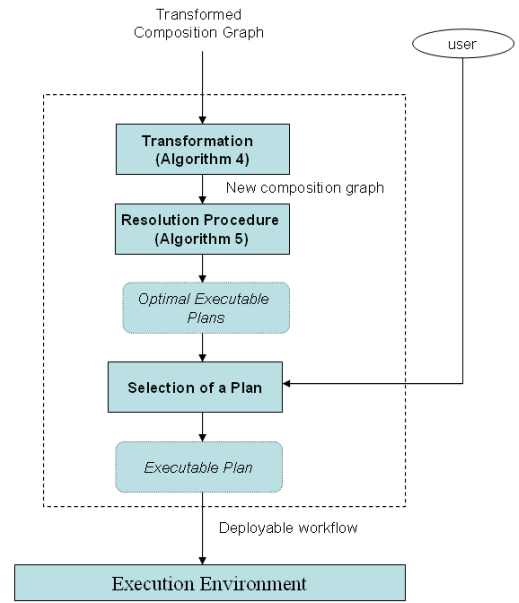 Transformed
Composition Graph
user
Transformation
(Algorithm 4)
New composition graph
Resolution Procedure
(Algorithm 5)
Optimal Executable
Plans
Selection of a Plan
Executable Plan
Deployable workflow
Execution Environment